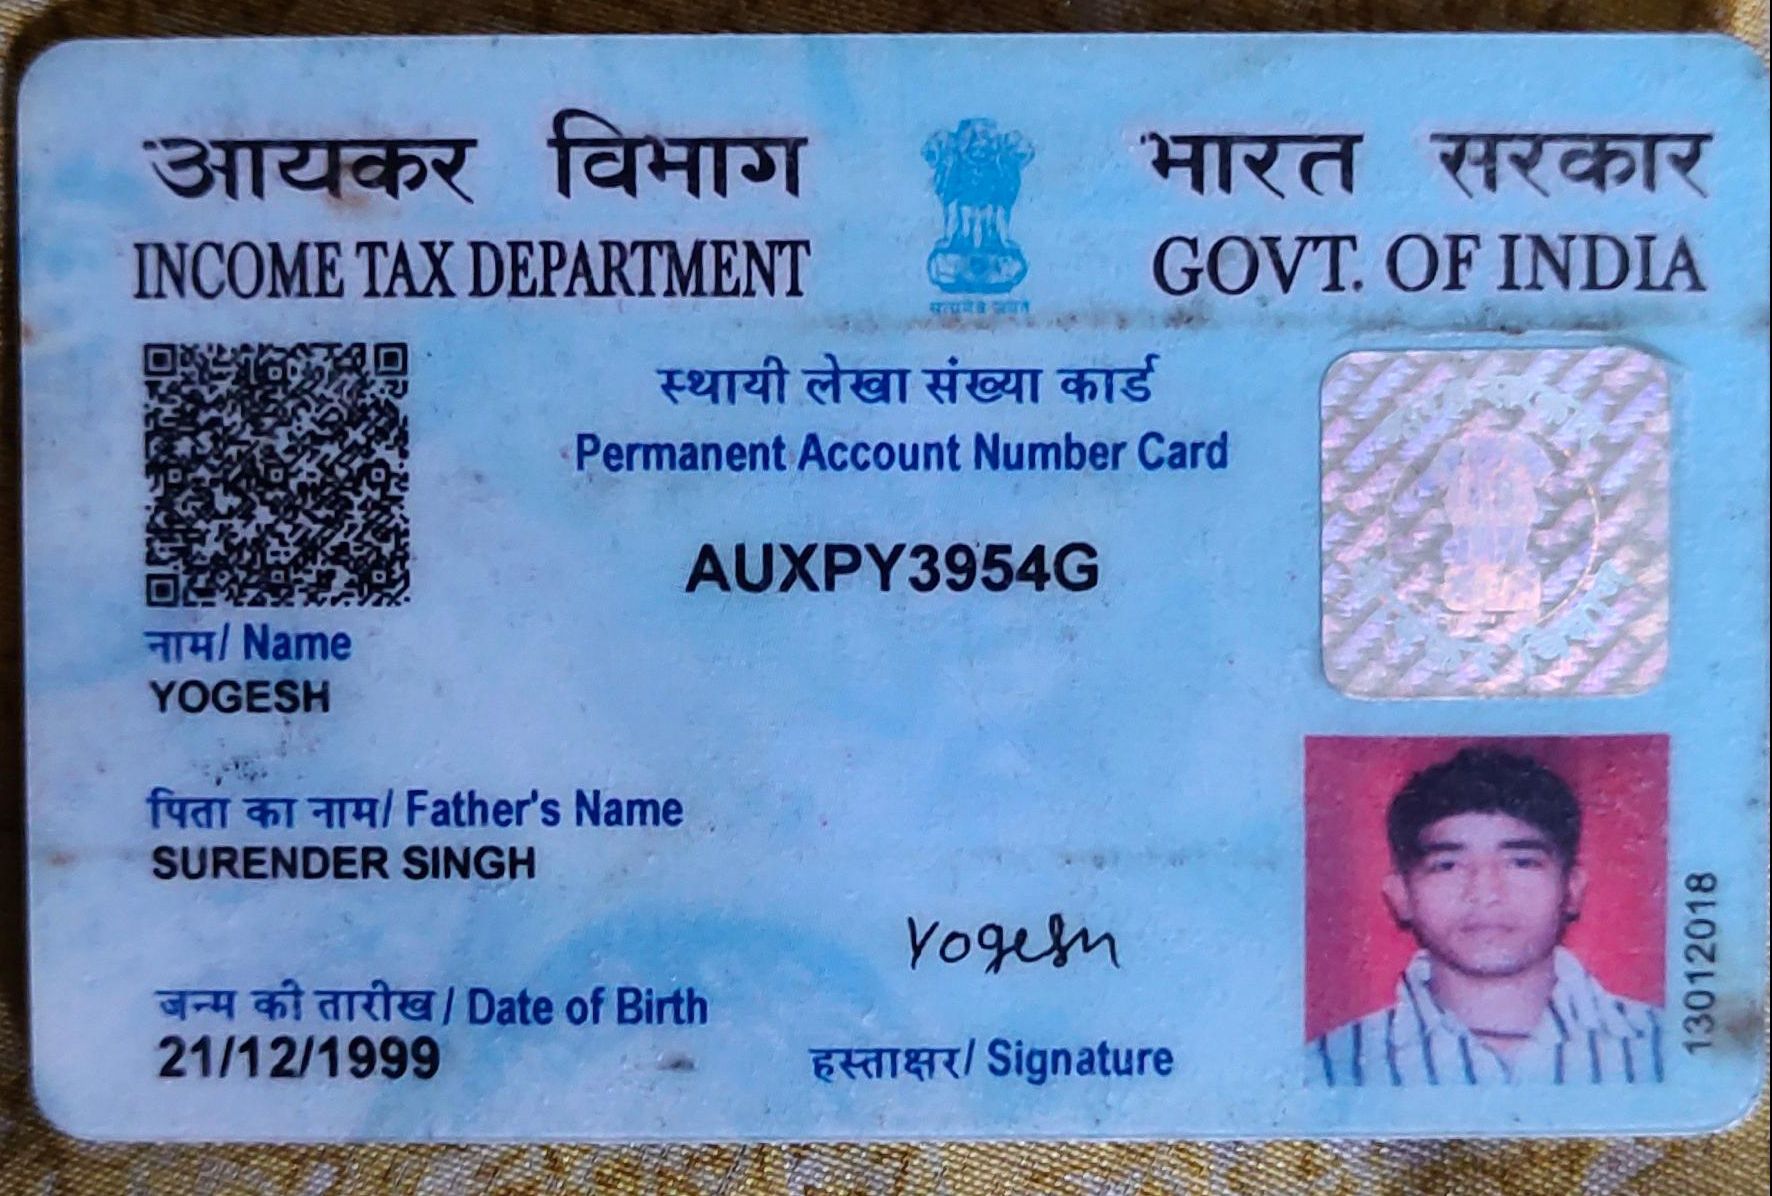 आयकर विभाग
INCOME TAX DEPARTMENT
भारत सरकार
GOVT. OF INDIA
सत्यमेव जयते
स्थायी लेखा संख्या कार्ड
Permanent Account Number Card
AUXPY3954G
नाम/ Name
YOGESH
पिता का नाम/ Father's Name
SURENDER SINGH
जन्म की तारीख/ Date of Birth
21/12/1999
Yogesh
हस्ताक्षर/ Signature
13012018